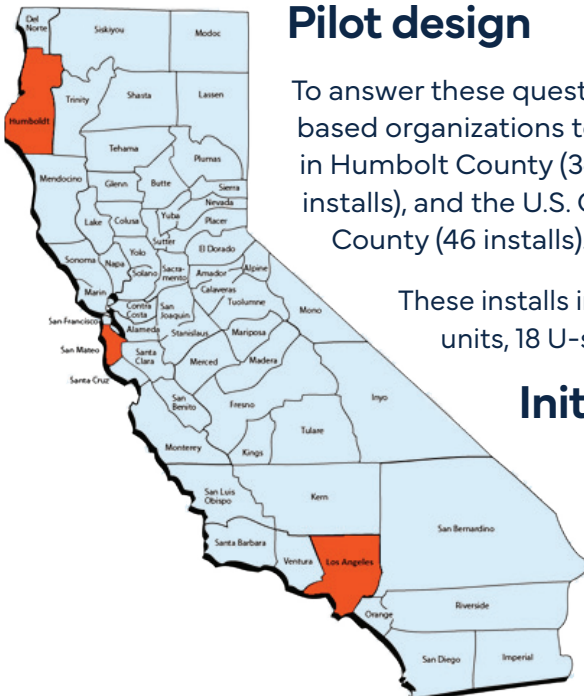 Pilot design
To answer these quest
based organizations t
in Humbolt County (3
installs), and the U.S.
County (46 installs)
These installs i
units, 18 U-s
Init
Del
Norte
Siskiyou
Modoc
Humboldt
Trinity
Shasta
Lassen
Tehama
Plumas
Mendocino
Glenn
Butte
Sierra
Nevada
Lake
Colusa
Yuba
Placer
Sutter
Sonoma
Napa
Yolo
El Dorado
Solano
Sacra-
mento
Amador
Alpine
Marin
Calaveras
Contra
Costa
San
Joaquin
Tuolumne
Mono
San Francisco
Alameda
Stanislaus
Mariposa
San Mateo
Santa
Clara
Merced
Madera
Santa Cruz
San
Benito
Fresno
Inyo
Monterey
Kings
Tulare
San Luis
Obispo
Kern
San Bernardino
Santa Barbara
Ventura
Los Angeles
Orange
Riverside
San Diego
Imperial